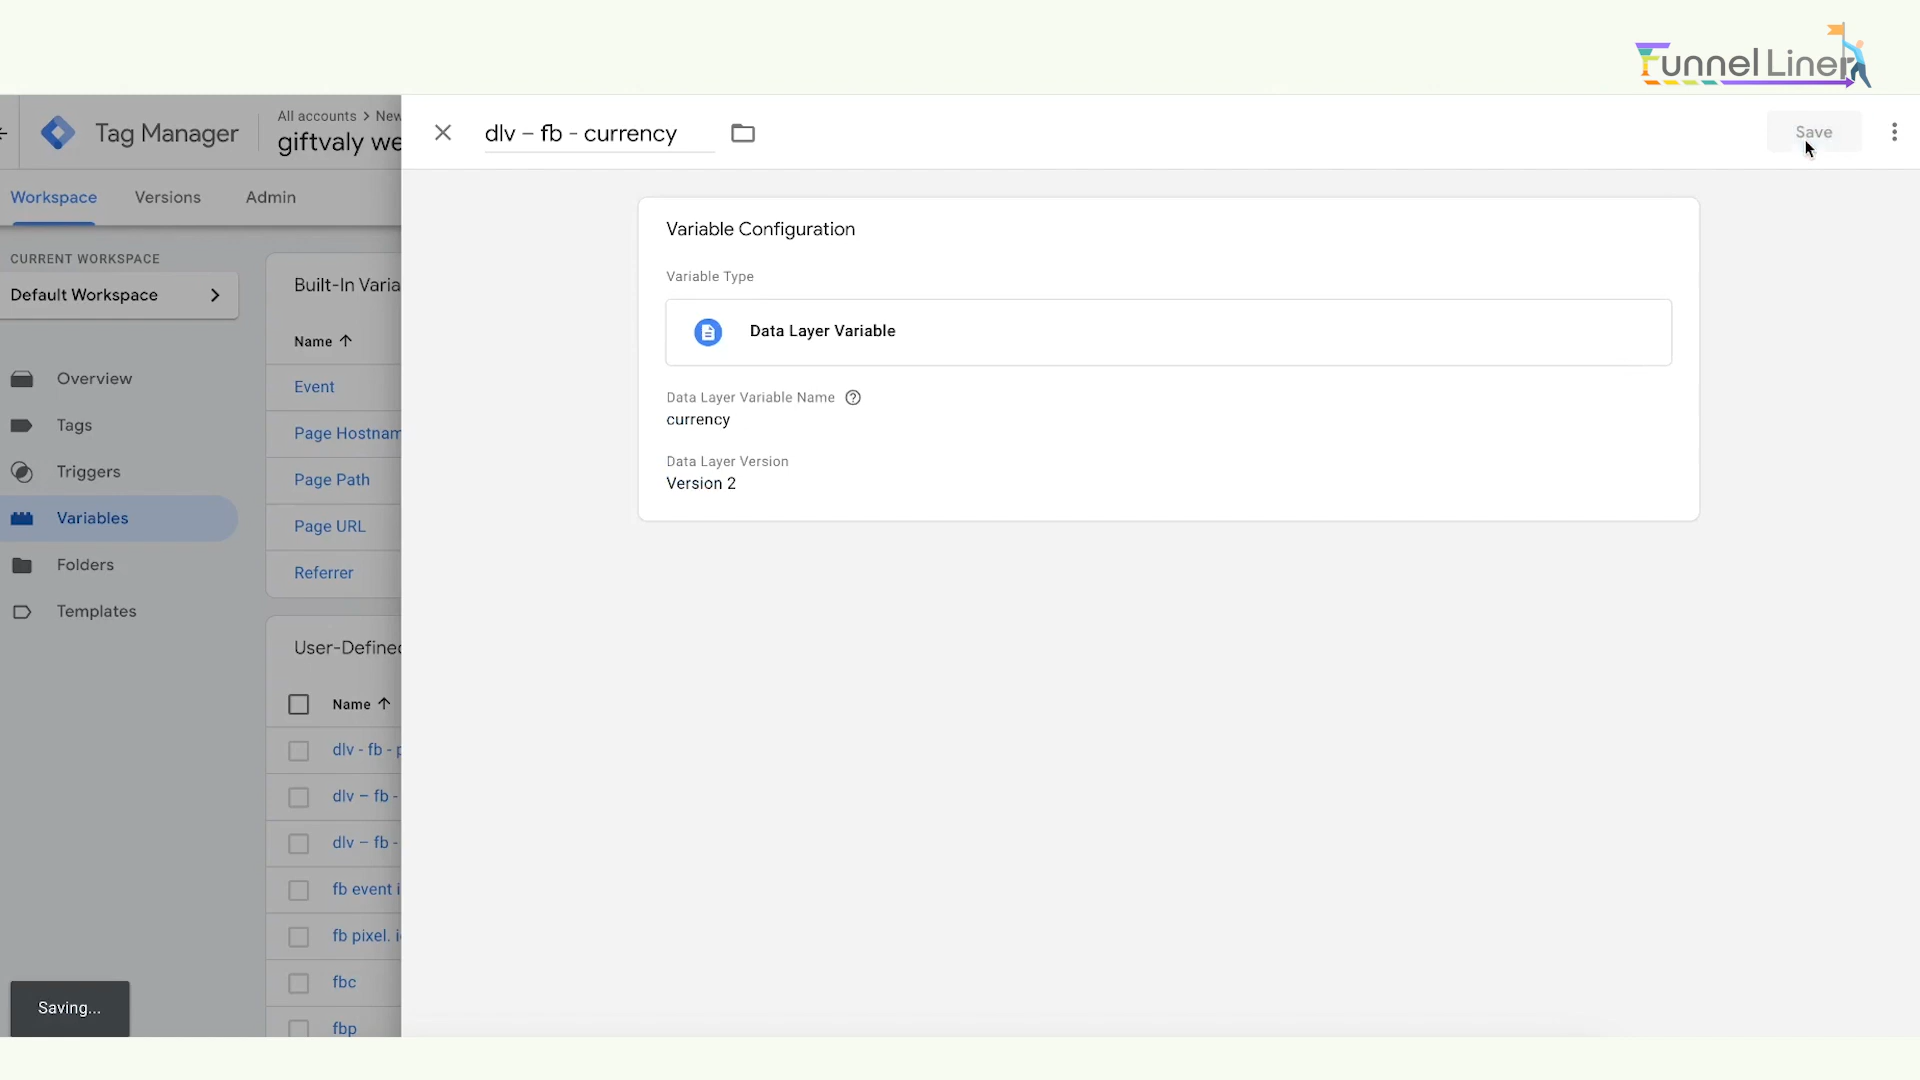 Funnel Liner
Tag Manager
All accounts > New
giftvaly we
dlv – fb - currency
Save
Workspace
Versions
Admin
CURRENT WORKSPACE
Default Workspace
Overview
Tags
Triggers
Variables
Folders
Templates
Built-In Varia
Name
Event
Page Hostnam
Page Path
Page URL
Referrer
User-Defined
Name
dlv - fb - p
dlv – fb -
dlv – fb -
fb event i
fb pixel. i
fbc
fbp
Variable Configuration
Variable Type
Data Layer Variable
Data Layer Variable Name
currency
Data Layer Version
Version 2
Saving...